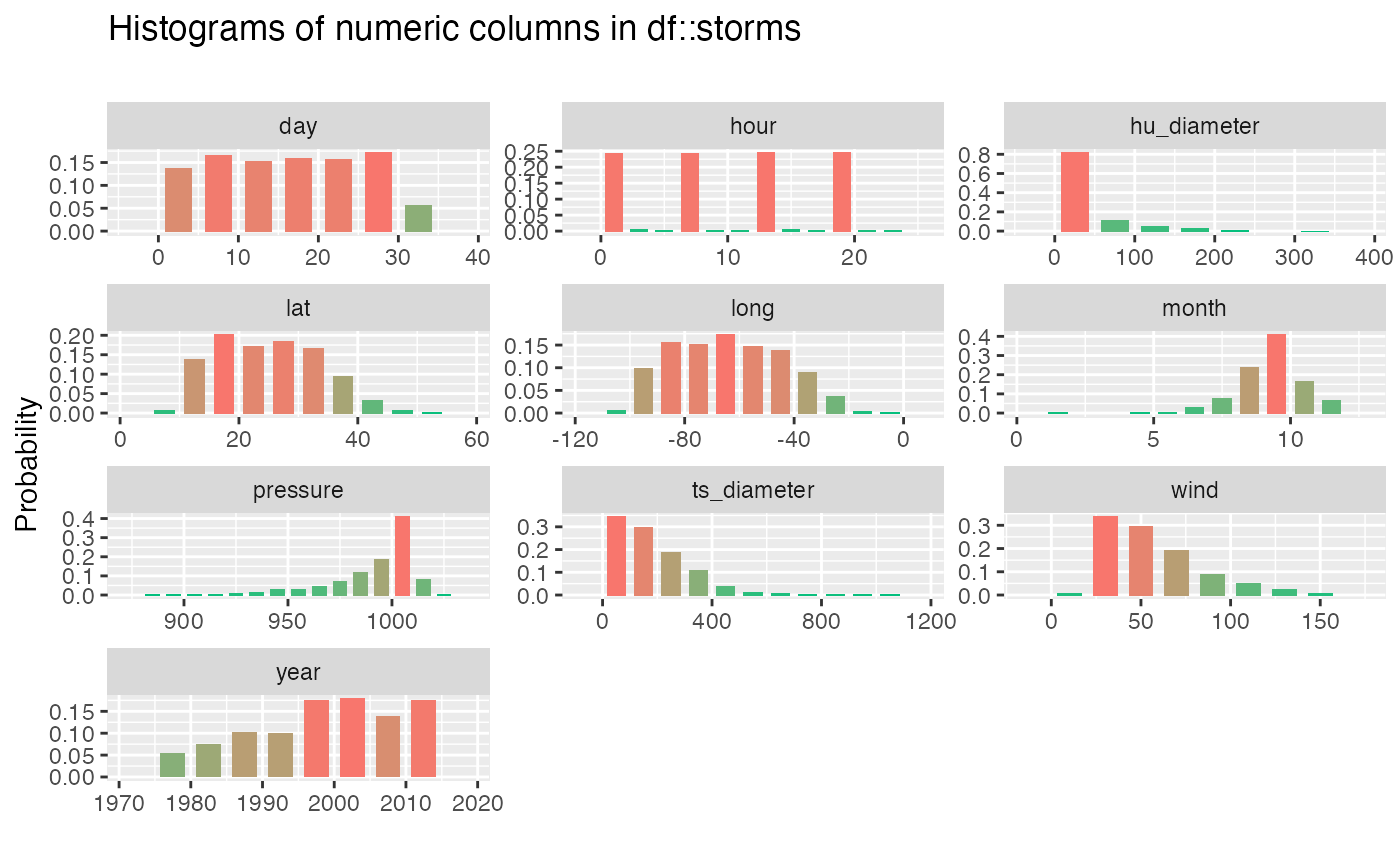 Histograms of numeric columns in df::storms
day
hour
hu_diameter
0.15
0.10
0.05
0.00
0.25
0.20
0.15
0.10
0.05
0.00
0.8
0.6
0.4
0.2
0.0
0 10 20 30 40
0 10 20
0 100 200 300 400
lat
long
month
0.20
0.15
0.10
0.05
0.00
0.15
0.10
0.05
0.00
0.4
0.3
0.2
0.1
0.0
0 20 40 60
-120 -80 -40 0
0 5 10
Probability
pressure
ts_diameter
wind
0.4
0.3
0.2
0.1
0.0
0.3
0.2
0.1
0.0
0.3
0.2
0.1
0.0
900 950 1000
0 400 800 1200
0 50 100 150
year
0.15
0.10
0.05
0.00
1970 1980 1990 2000 2010 2020